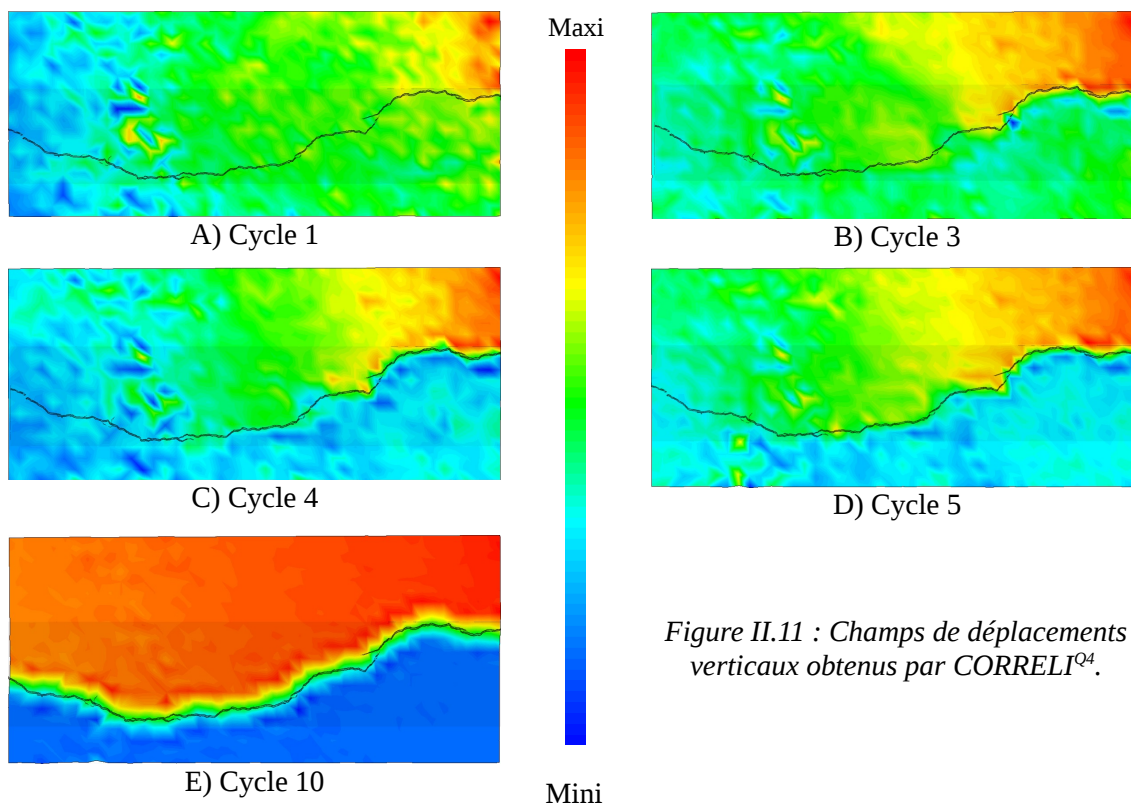 Maxi
A) Cycle 1
B) Cycle 3
C) Cycle 4
D) Cycle 5
E) Cycle 10
Mini
Figure II.11 : Champs de déplacements
verticaux obtenus par CORRELIQ4.